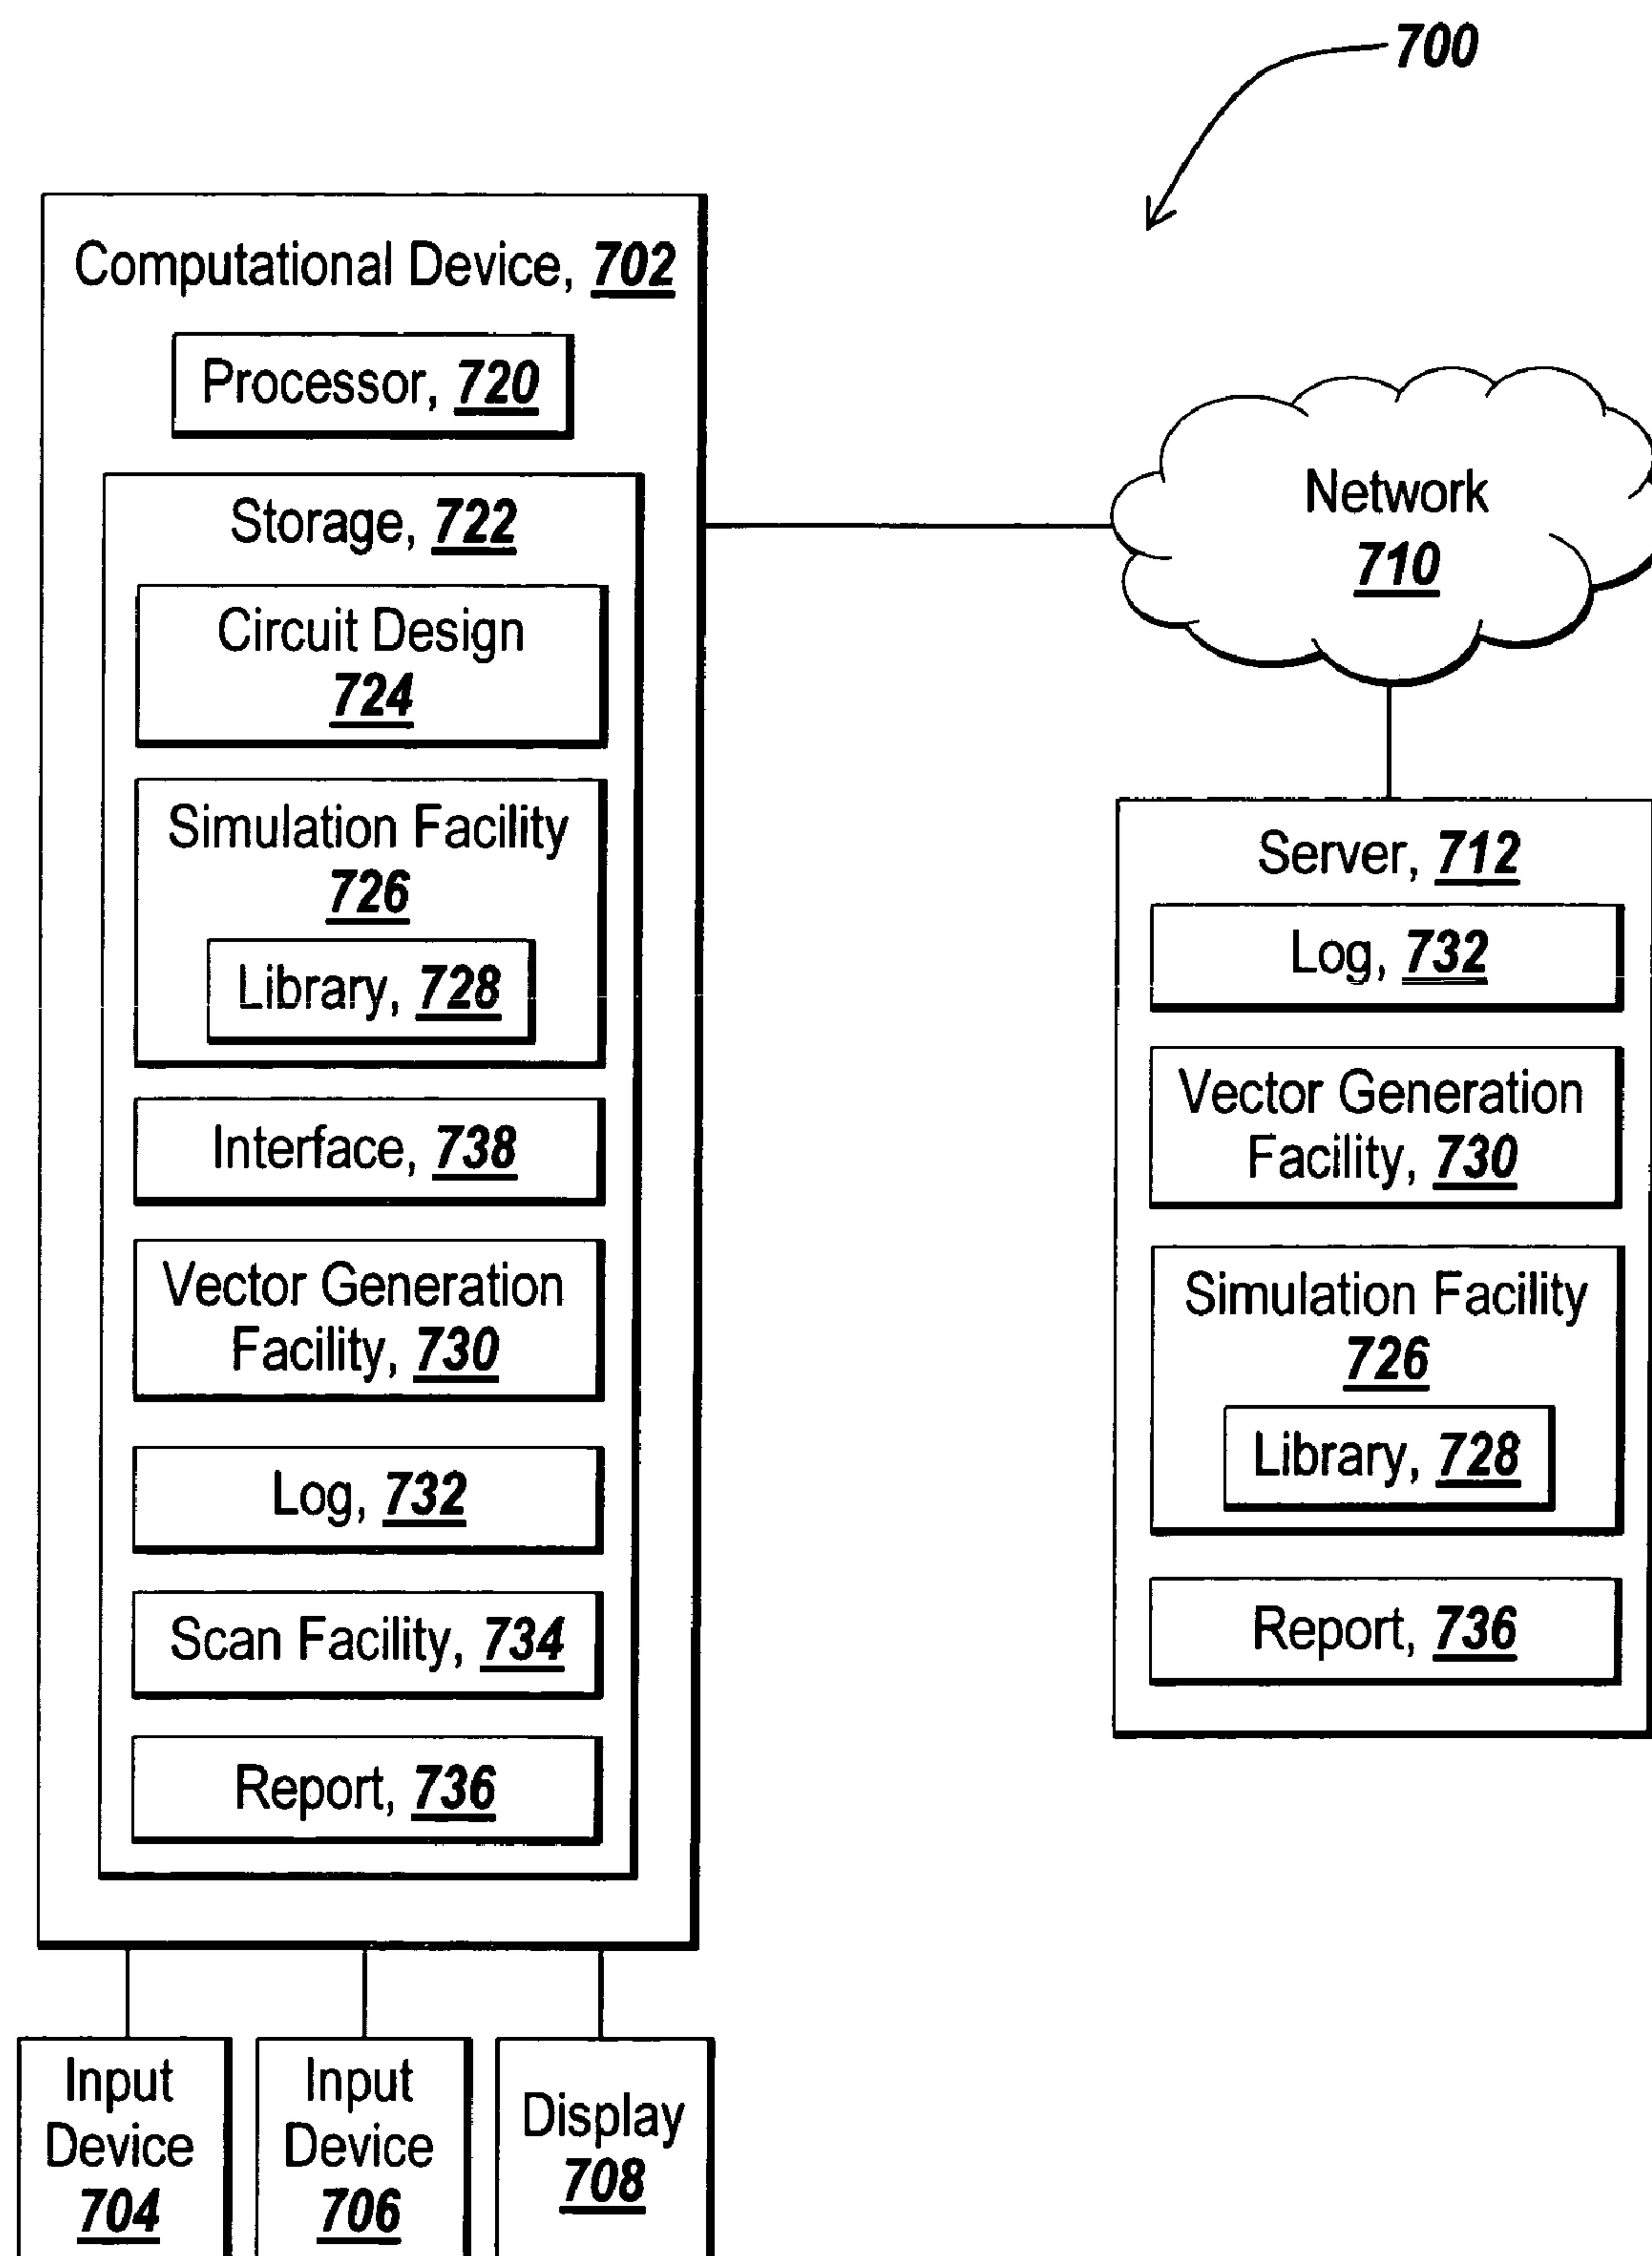 700
Computational Device, 702
Processor, 720
Storage, 722
Circuit Design
724
Simulation Facility
726
Library, 728
Interface, 738
Vector Generation
Facility, 730
Log, 732
Scan Facility, 734
Report, 736
Input
Device
704
Input
Device
706
Display
708
Network
710
Server, 712
Log, 732
Vector Generation
Facility, 730
Simulation Facility
726
Library, 728
Report, 736